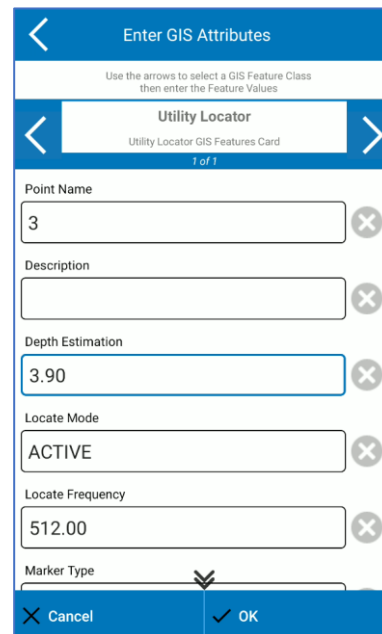 Enter GIS Attributes
Use the arrows to select a GIS Feature Class
then enter the Feature Values
Utility Locator
Utility Locator GIS Features Card
1 of 1
Point Name
3
Description
Depth Estimation
3.90
Locate Mode
ACTIVE
Locate Frequency
512.00
Marker Type
Cancel
OK